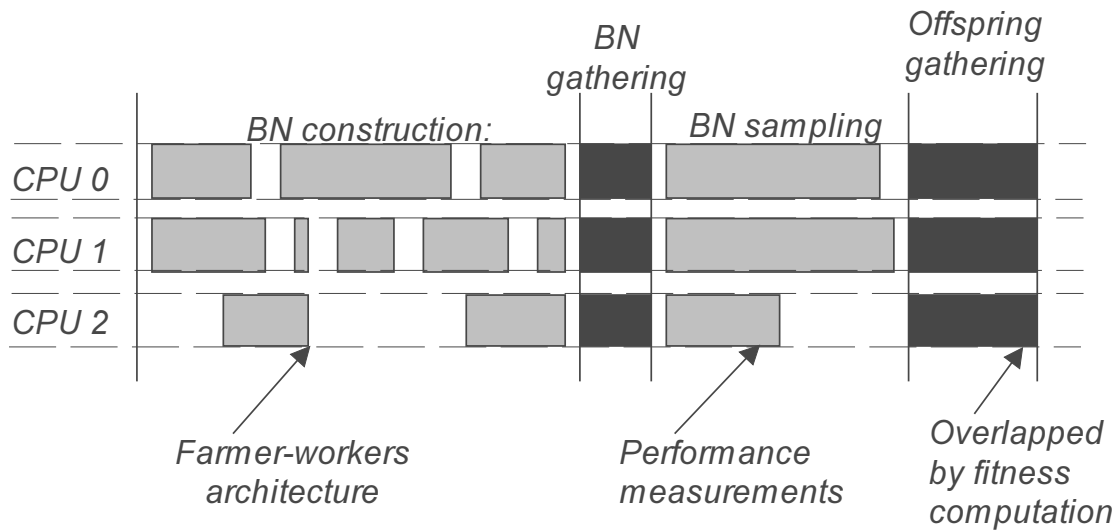 BN
gathering
Offspring
gathering
BN construction:
BN sampling
CPU 0
CPU 1
CPU 2
Farmer-workers
architecture
Performance
measurements
Overlapped
by fitness
computation